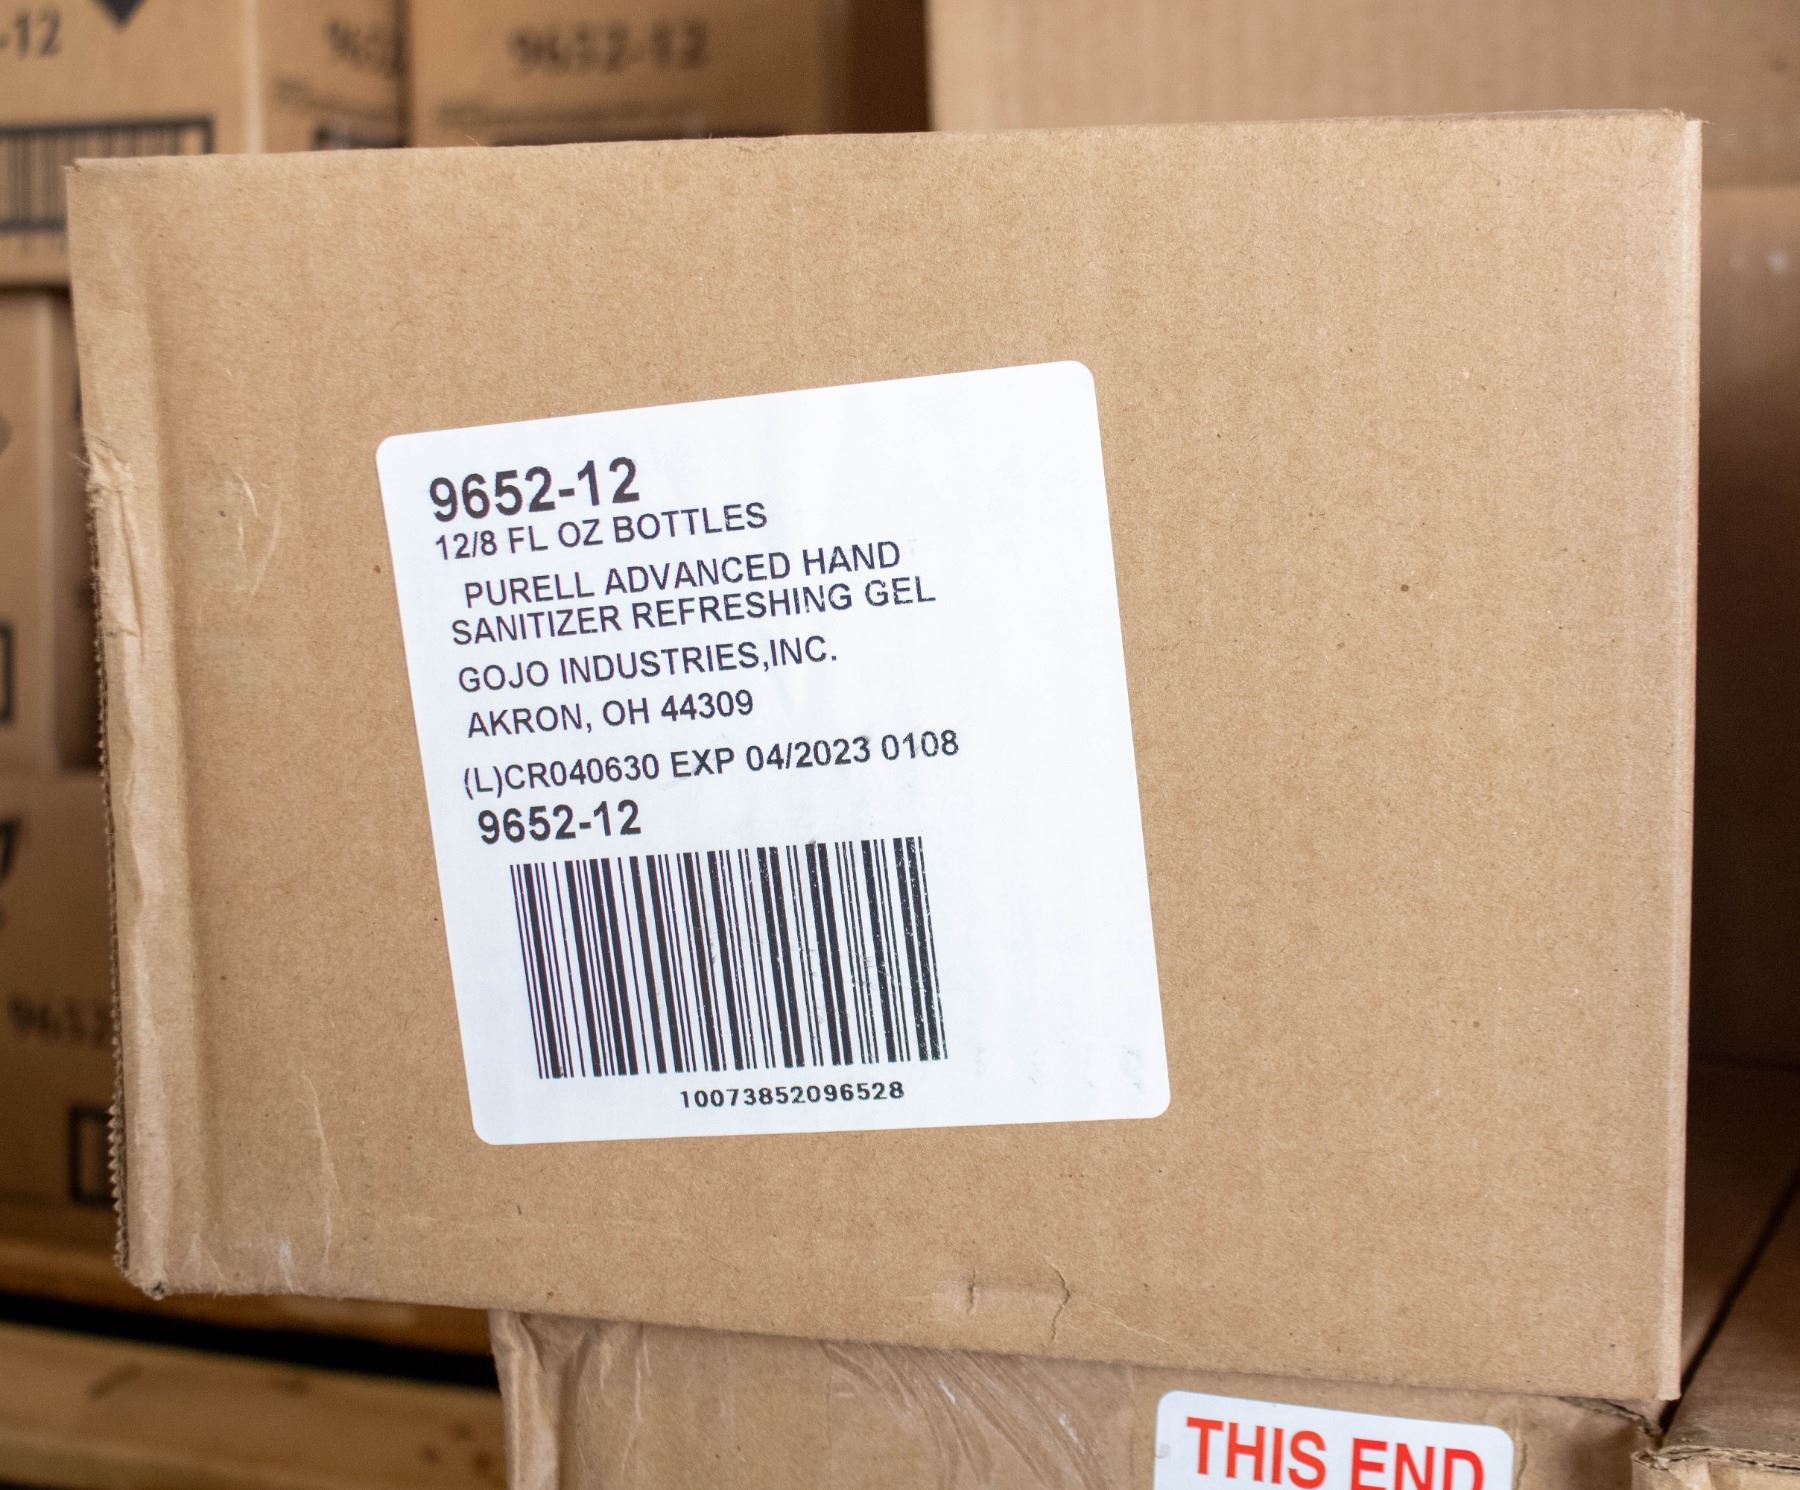 -12
9652-12
9652-12
12/8 FL OZ BOTTLES
PURELL ADVANCED HAND
SANITIZER REFRESHING GEL
GOJO INDUSTRIES,INC.
AKRON, OH 44309
(L)CR040630 EXP 04/2023 0108
9652-12
10073852096528
THIS END